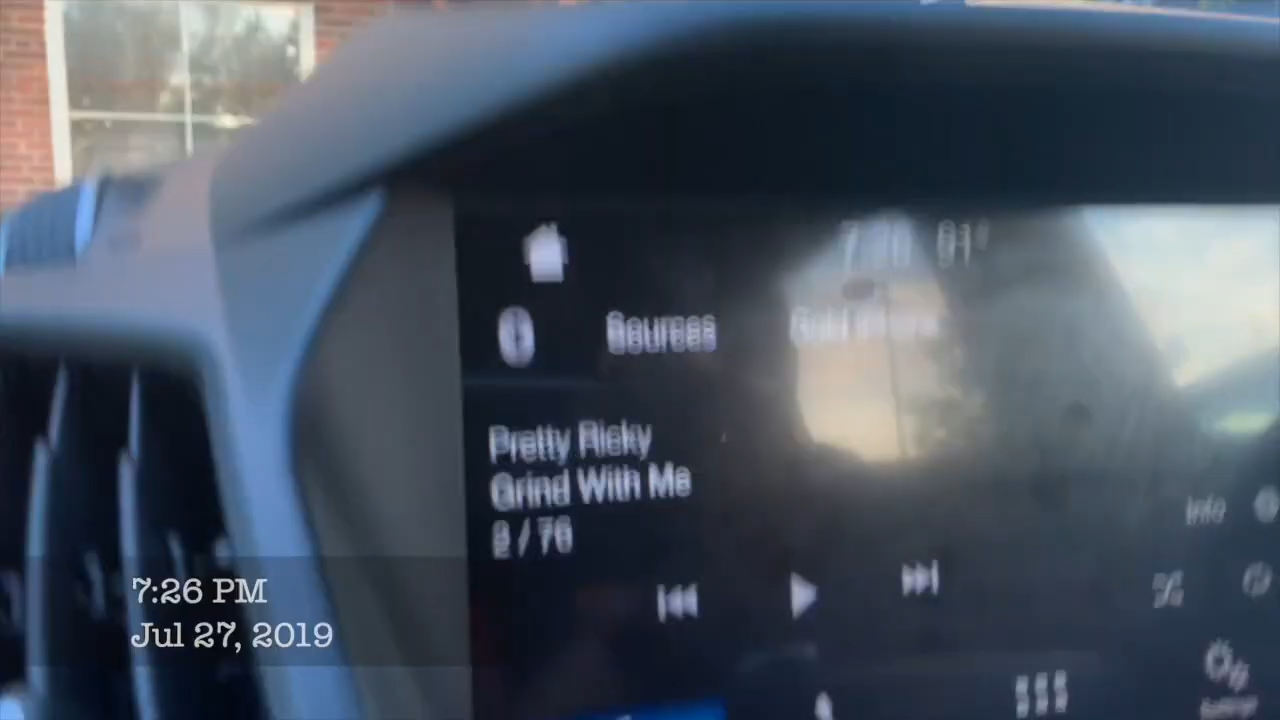 Sources
Pretty Ricky
Grind With Me
2 / 76
Info
7:26 PM
Jul 27, 2019